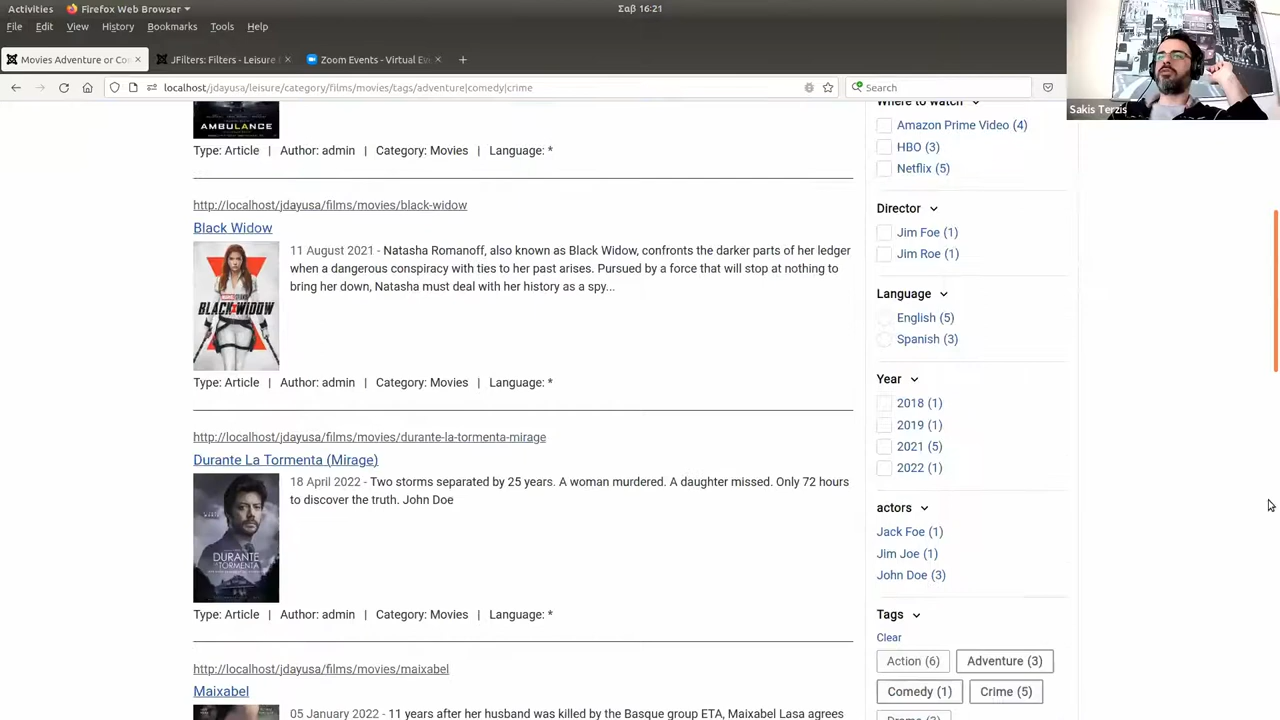 Activities Firefox Web Browser Σαβ 16:21
File Edit View History Bookmarks Tools Help
Movies Adventure or Co JFilters: Filters - Leisure Zoom Events - Virtual Ev
localhost/jdayusa/leisure/category/films/movies/tags/adventure|comedy|crime Search
Sakis Terzis
AMBULANCE
Type: Article | Author: admin | Category: Movies | Language: *
http://localhost/jdayusa/films/movies/black-widow
Black Widow
11 August 2021 - Natasha Romanoff, also known as Black Widow, confronts the darker parts of her ledger
when a dangerous conspiracy with ties to her past arises. Pursued by a force that will stop at nothing to
bring her down, Natasha must deal with her history as a spy...
BLACK WIDOW
Type: Article | Author: admin | Category: Movies | Language: *
http://localhost/jdayusa/films/movies/durante-la-tormenta-mirage
Durante La Tormenta (Mirage)
18 April 2022 - Two storms separated by 25 years. A woman murdered. A daughter missed. Only 72 hours
to discover the truth. John Doe
DURANTE
LA TORMENTA
Type: Article | Author: admin | Category: Movies | Language: *
http://localhost/jdayusa/films/movies/maixabel
Maixabel
05 January 2022 - 11 years after her husband was killed by the Basque group ETA, Maixabel Lasa agrees
Where to watch
Amazon Prime Video (4)
HBO (3)
Netflix (5)
Director
Jim Foe (1)
Jim Roe (1)
Language
English (5)
Spanish (3)
Year
2018 (1)
2019 (1)
2021 (5)
2022 (1)
actors
Jack Foe (1)
Jim Joe (1)
John Doe (3)
Tags
Clear
Action (6) Adventure (3)
Comedy (1) Crime (5)
Drama (3)